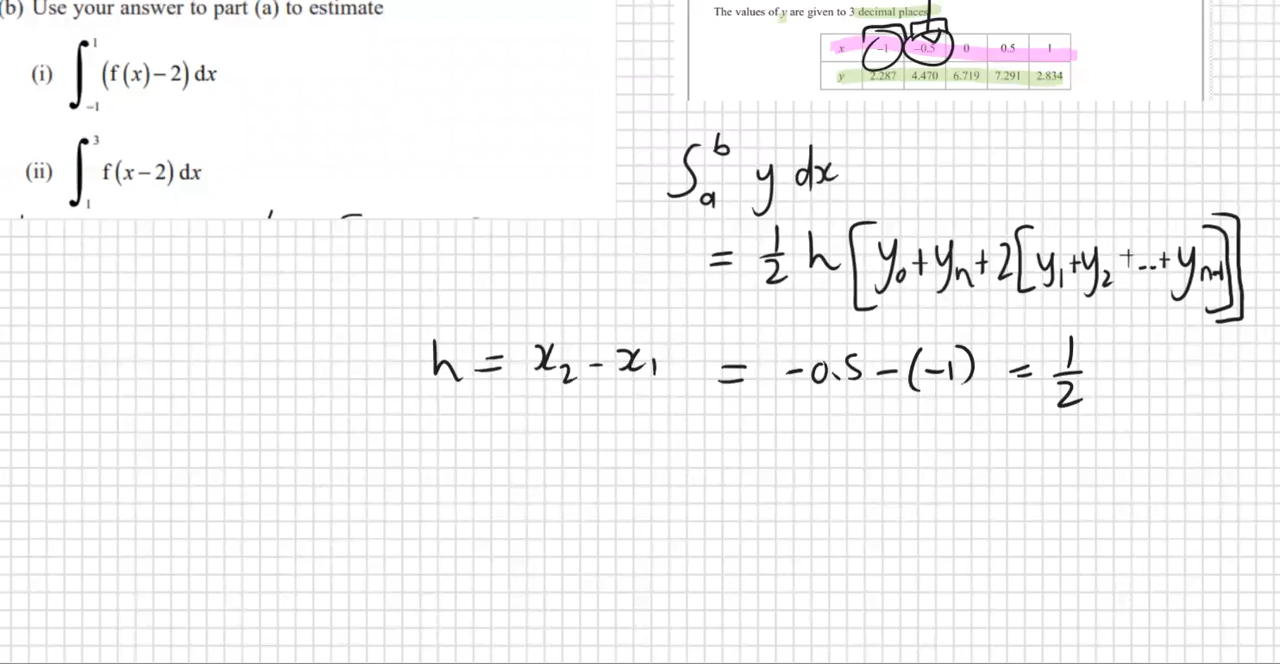 (b) Use your answer to part (a) to estimate
(i) ∫_{-1}^{1} (f(x) − 2) dx
(ii) ∫_{1}^{3} f(x − 2) dx
The values of y are given to 3 decimal places
x −1 −0.5 0 0.5 1
y 2.287 4.470 6.719 7.291 2.834
∫_a^b y dx
= 1/2 h [y₀ + yₙ + 2[y₁ + y₂ + ... + yₙ₋₁]]
h = x₂ − x₁ = −0.5 − (−1) = 1/2